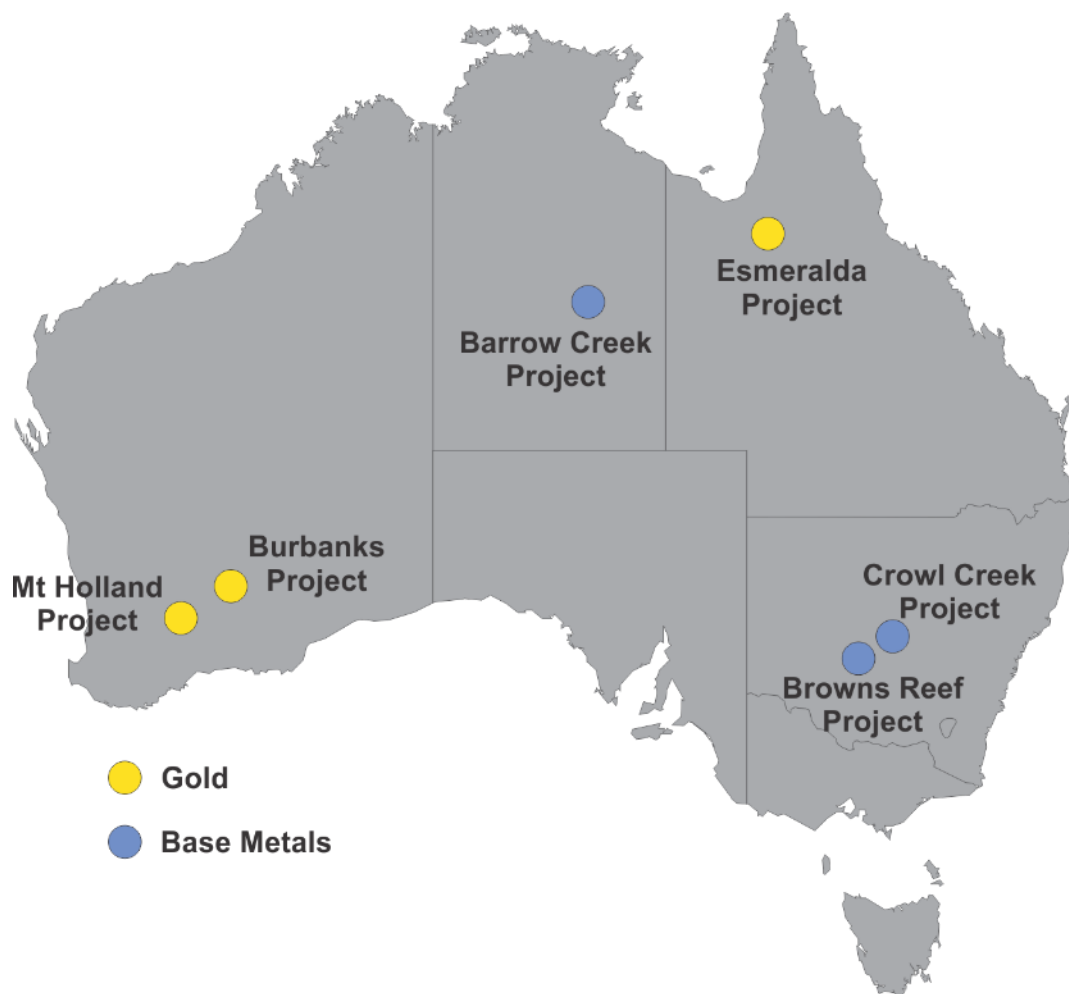 Esmeralda
Project
Barrow Creek
Project
Burbanks
Project
Mt Holland
Project
Crowl Creek
Project
Browns Reef
Project
Gold
Base Metals